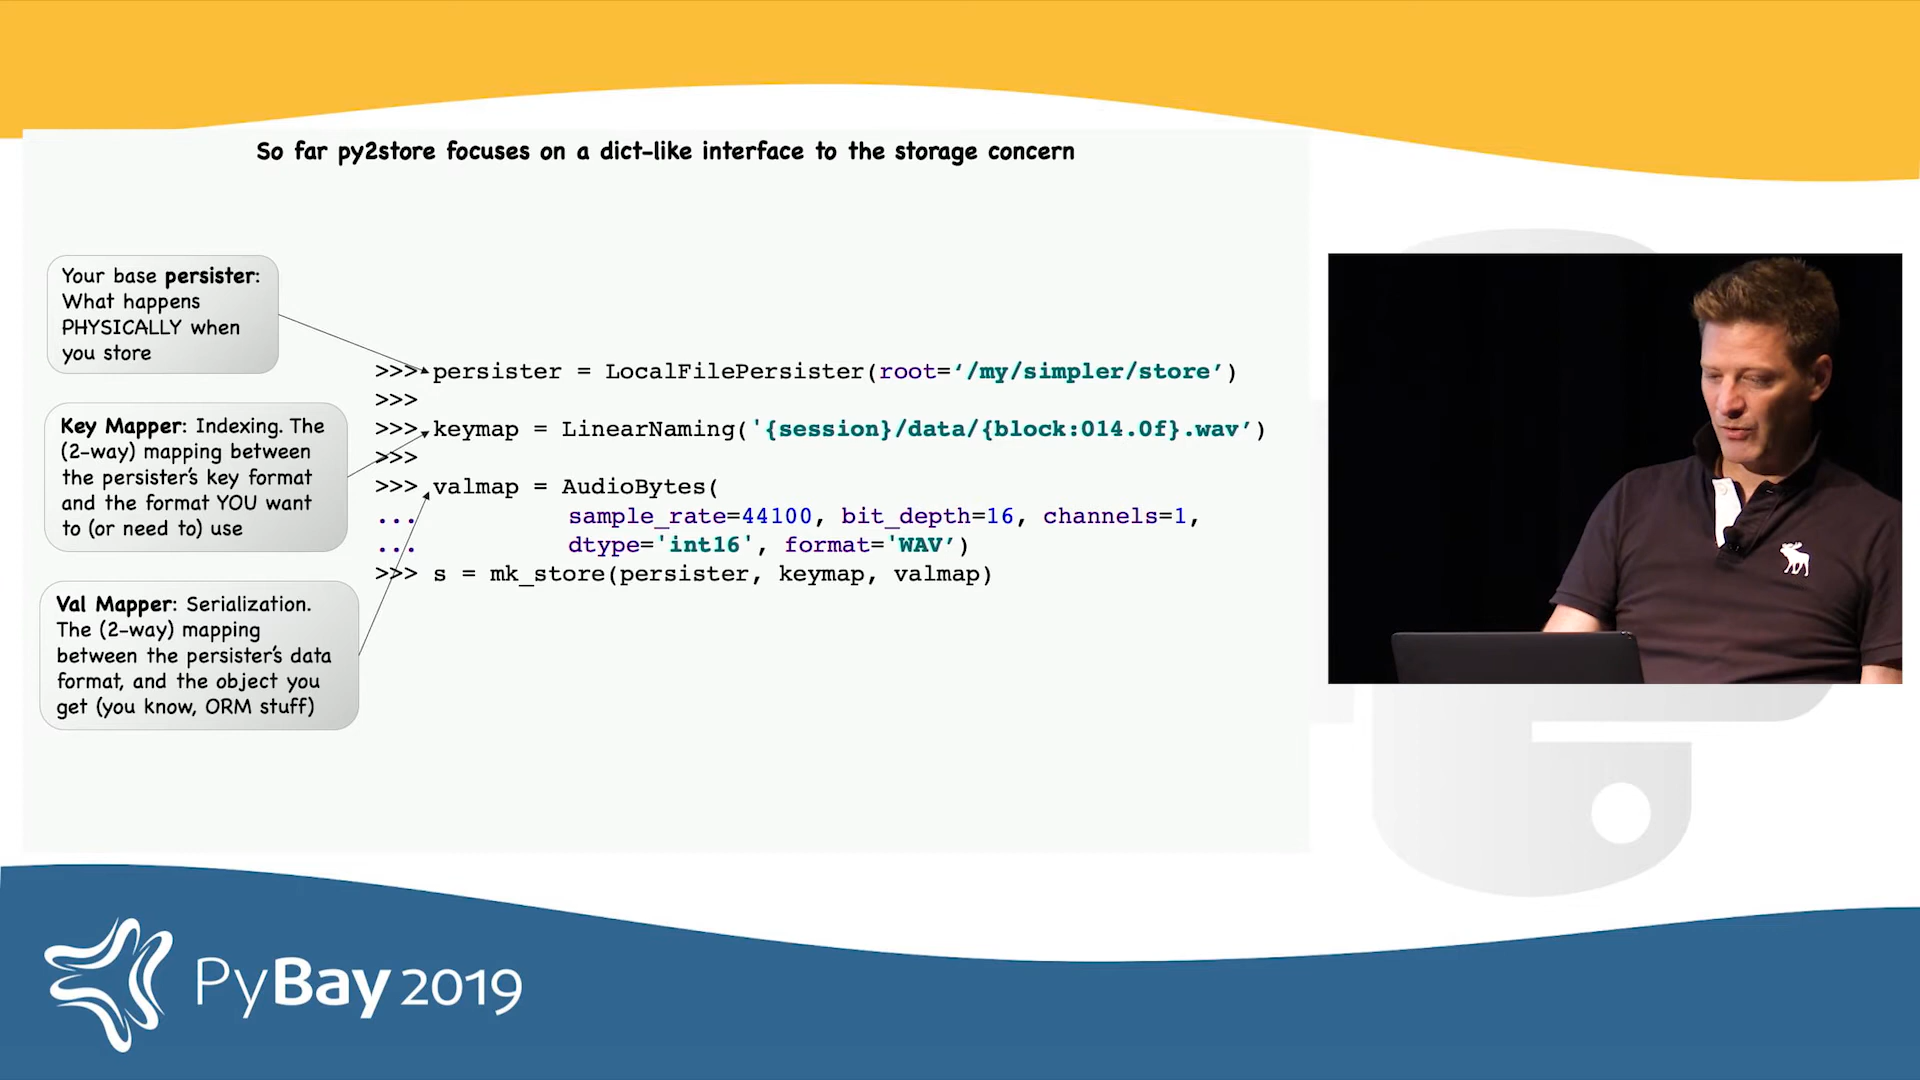 So far py2store focuses on a dict-like interface to the storage concern
Your base persister:
What happens
PHYSICALLY when
you store
Key Mapper: Indexing. The
(2-way) mapping between
the persister's key format
and the format YOU want
to (or need to) use
Val Mapper: Serialization.
The (2-way) mapping
between the persister's data
format, and the object you
get (you know, ORM stuff)
>>> persister = LocalFilePersister(root=‘/my/simpler/store’)
>>>
>>> keymap = LinearNaming('{session}/data/{block:014.0f}.wav’)
>>>
>>> valmap = AudioBytes(
... sample_rate=44100, bit_depth=16, channels=1,
... dtype='int16', format='WAV’)
>>> s = mk_store(persister, keymap, valmap)
PyBay 2019